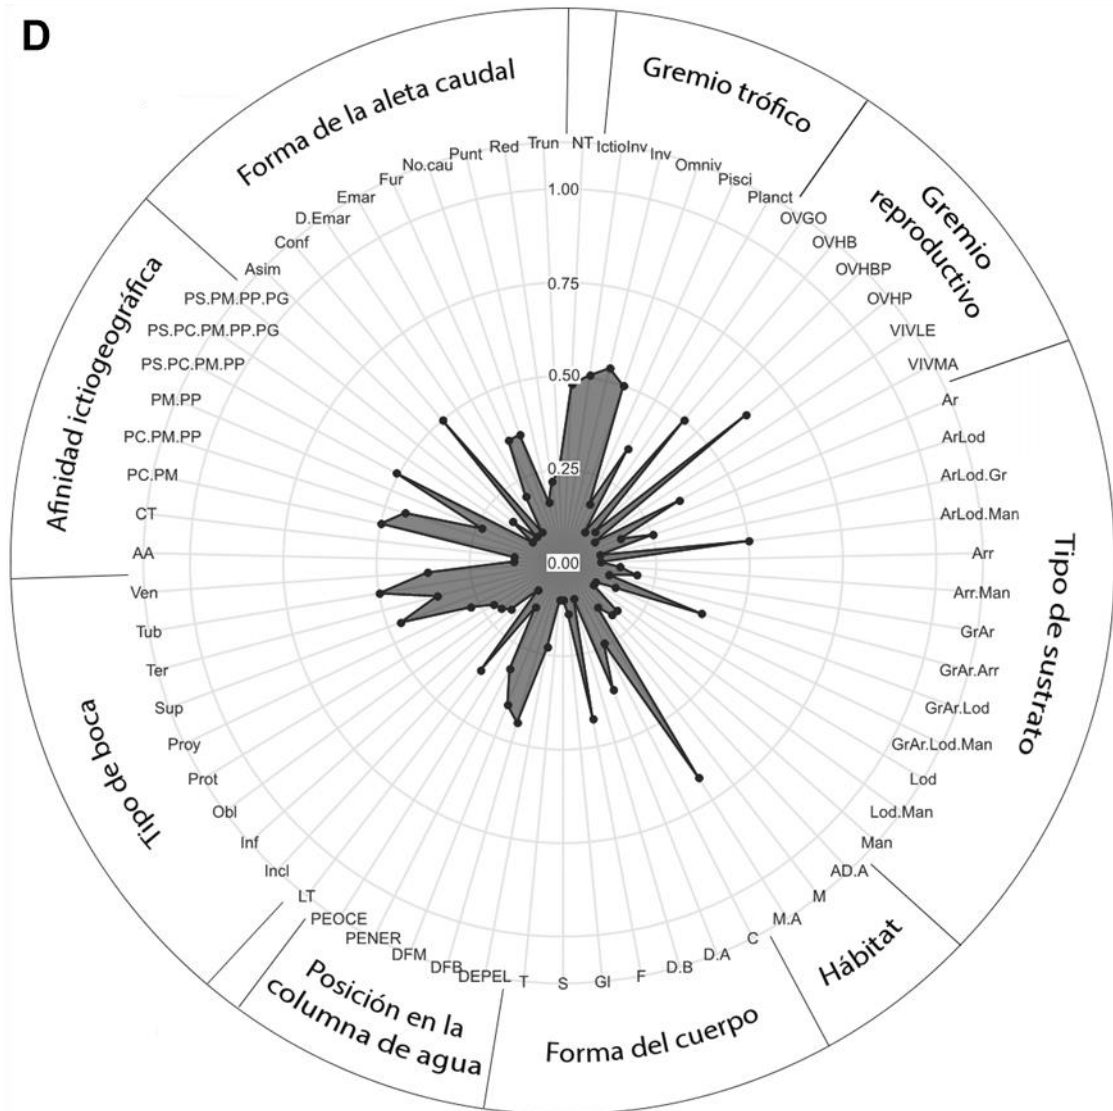 D
Forma de la aleta caudal
Gremio trófico
Gremio
reproductivo
Tipo de sustrato
Hábitat
Forma del cuerpo
Posición en la
columna de agua
Tipo de boca
Afinidad ictiogeográfica
NT
IctioInv
Inv
Omniv
Pisci
Planct
OVGO
OVHB
OVHBP
OVHP
VIVLE
VIVMA
Ar
ArLod
ArLod.Gr
ArLod.Man
Arr
Arr.Man
GrAr
GrAr.Arr
GrAr.Lod
GrAr.Lod.Man
Lod
Lod.Man
Man
AD.A
M
M.A
C
D.A
D.B
F
Gl
S
T
DEPEL
DFB
DFM
PENER
PEOCE
LT
Incl
Inf
Obl
Prot
Proy
Sup
Ter
Tub
Ven
AA
CT
PC.PM
PC.PM.PP
PM.PP
PS.PC.PM.PP
PS.PC.PM.PP.PG
PS.PM.PP.PG
Asim
Conf
D.Emar
Emar
Fur
No.cau
Punt
Red
Trun
1.00
0.75
0.50
0.25
0.00